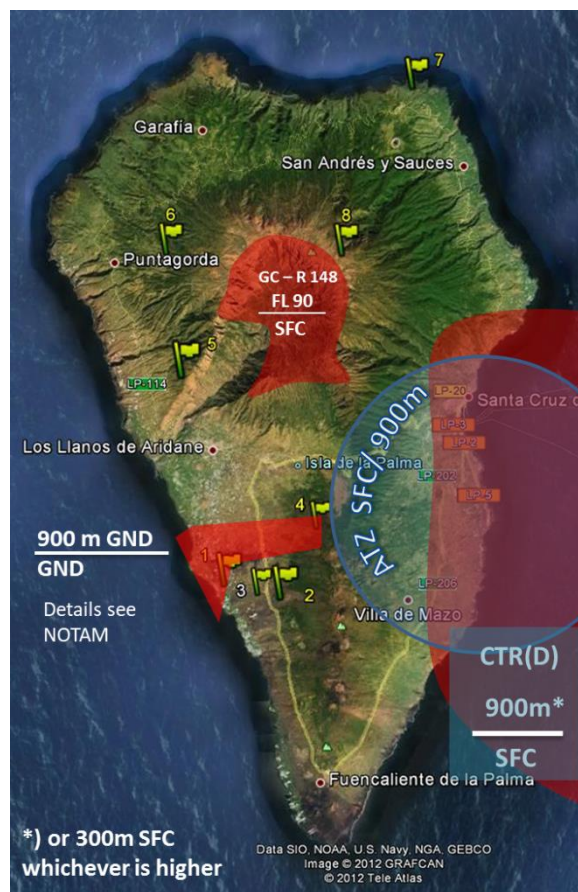 7
Garafía
San Andrés y Sauces
6
8
Puntagorda
GC – R 148
FL 90
SFC
5
LP-114
LP-20
Santa Cruz d
LP-3
LP-2
Los Llanos de Aridane
Isla de la Palma
LP-202
LP-5
ATZ SFC/ 900m
4
900 m GND
GND
1
3
2
LP-206
Details see
NOTAM
Villa de Mazo
CTR(D)
900m*
SFC
Fuencaliente de la Palma
*) or 300m SFC
whichever is higher
Data SIO, NOAA, U.S. Navy, NGA, GEBCO
Image © 2012 GRAFCAN
© 2012 Tele Atlas